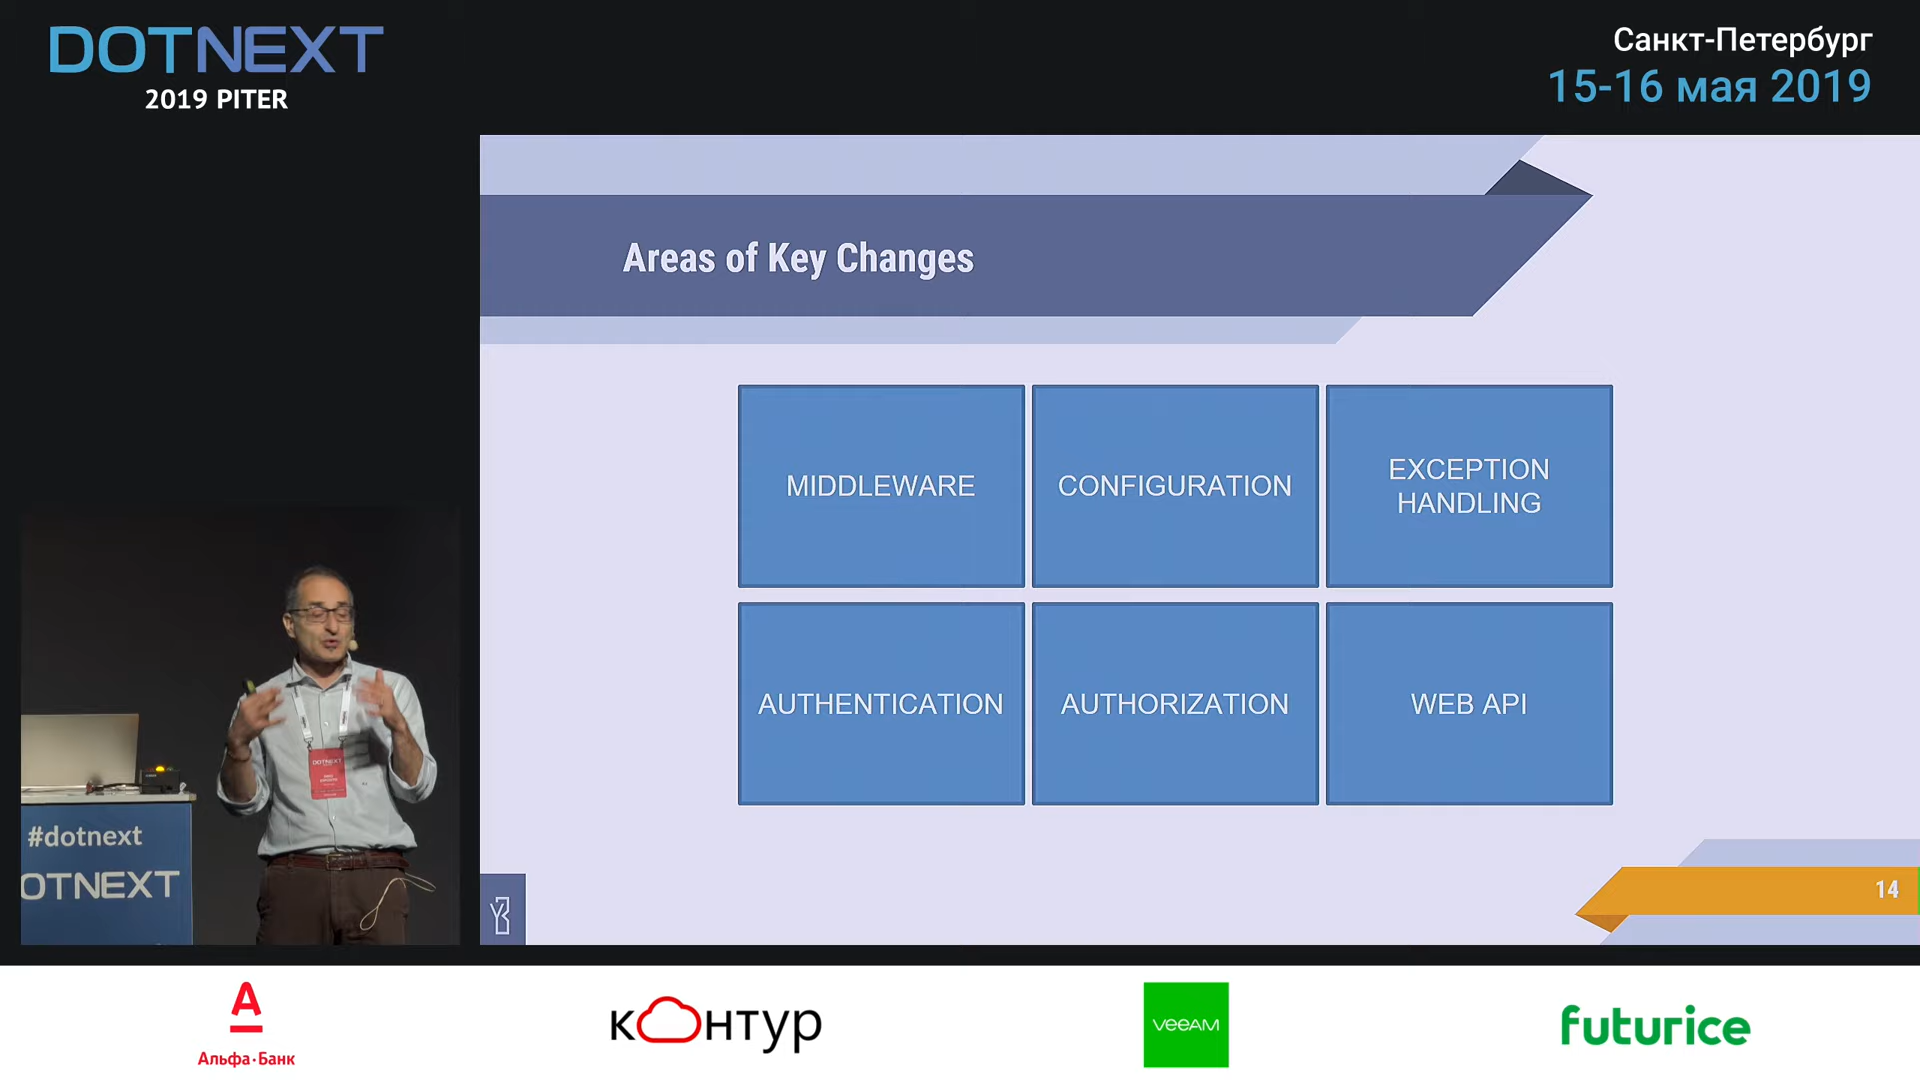 DOTNEXT
2019 PITER
Санкт-Петербург
15-16 мая 2019
Areas of Key Changes
MIDDLEWARE
CONFIGURATION
EXCEPTION
HANDLING
AUTHENTICATION
AUTHORIZATION
WEB API
14
DOTNEXT
#dotnext
OTNEXT
Альфа·Банк
контур
veeAM
futurice